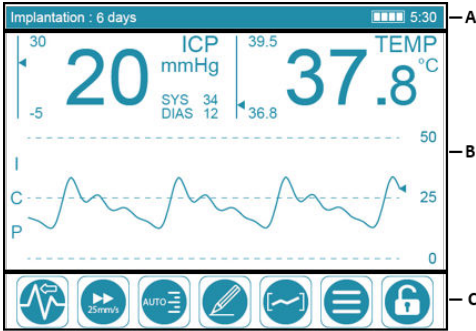 Implantation : 6 days 5:30 A
30 ICP 39.5 TEMP
20 mmHg 37.8 °C
SYS 34
-5 DIAS 12 36.8
50
B
I
C 25
P
0
25mm/s AUTO C